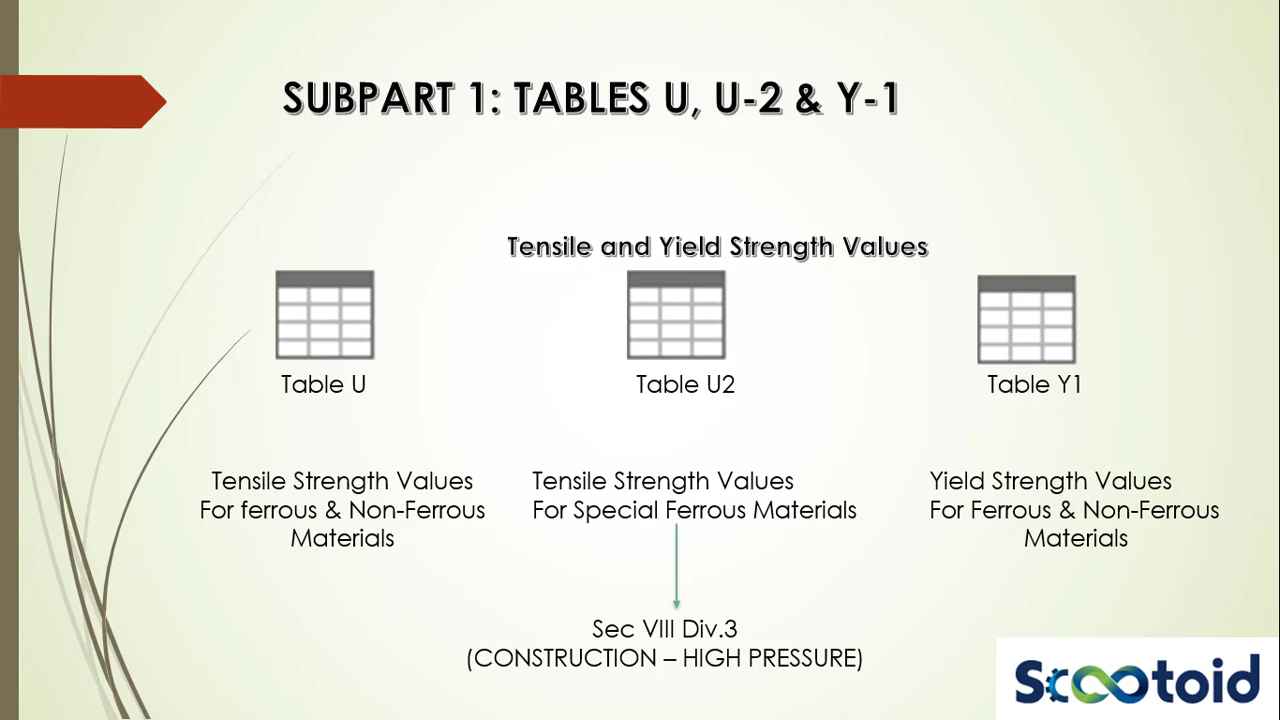 SUBPART 1: TABLES U, U-2 & Y-1
Tensile and Yield Strength Values
Table U
Table U2
Table Y1
Tensile Strength Values
For ferrous & Non-Ferrous
Materials
Tensile Strength Values
For Special Ferrous Materials
Yield Strength Values
For Ferrous & Non-Ferrous
Materials
Sec VIII Div.3
(CONSTRUCTION – HIGH PRESSURE)
Scootoid